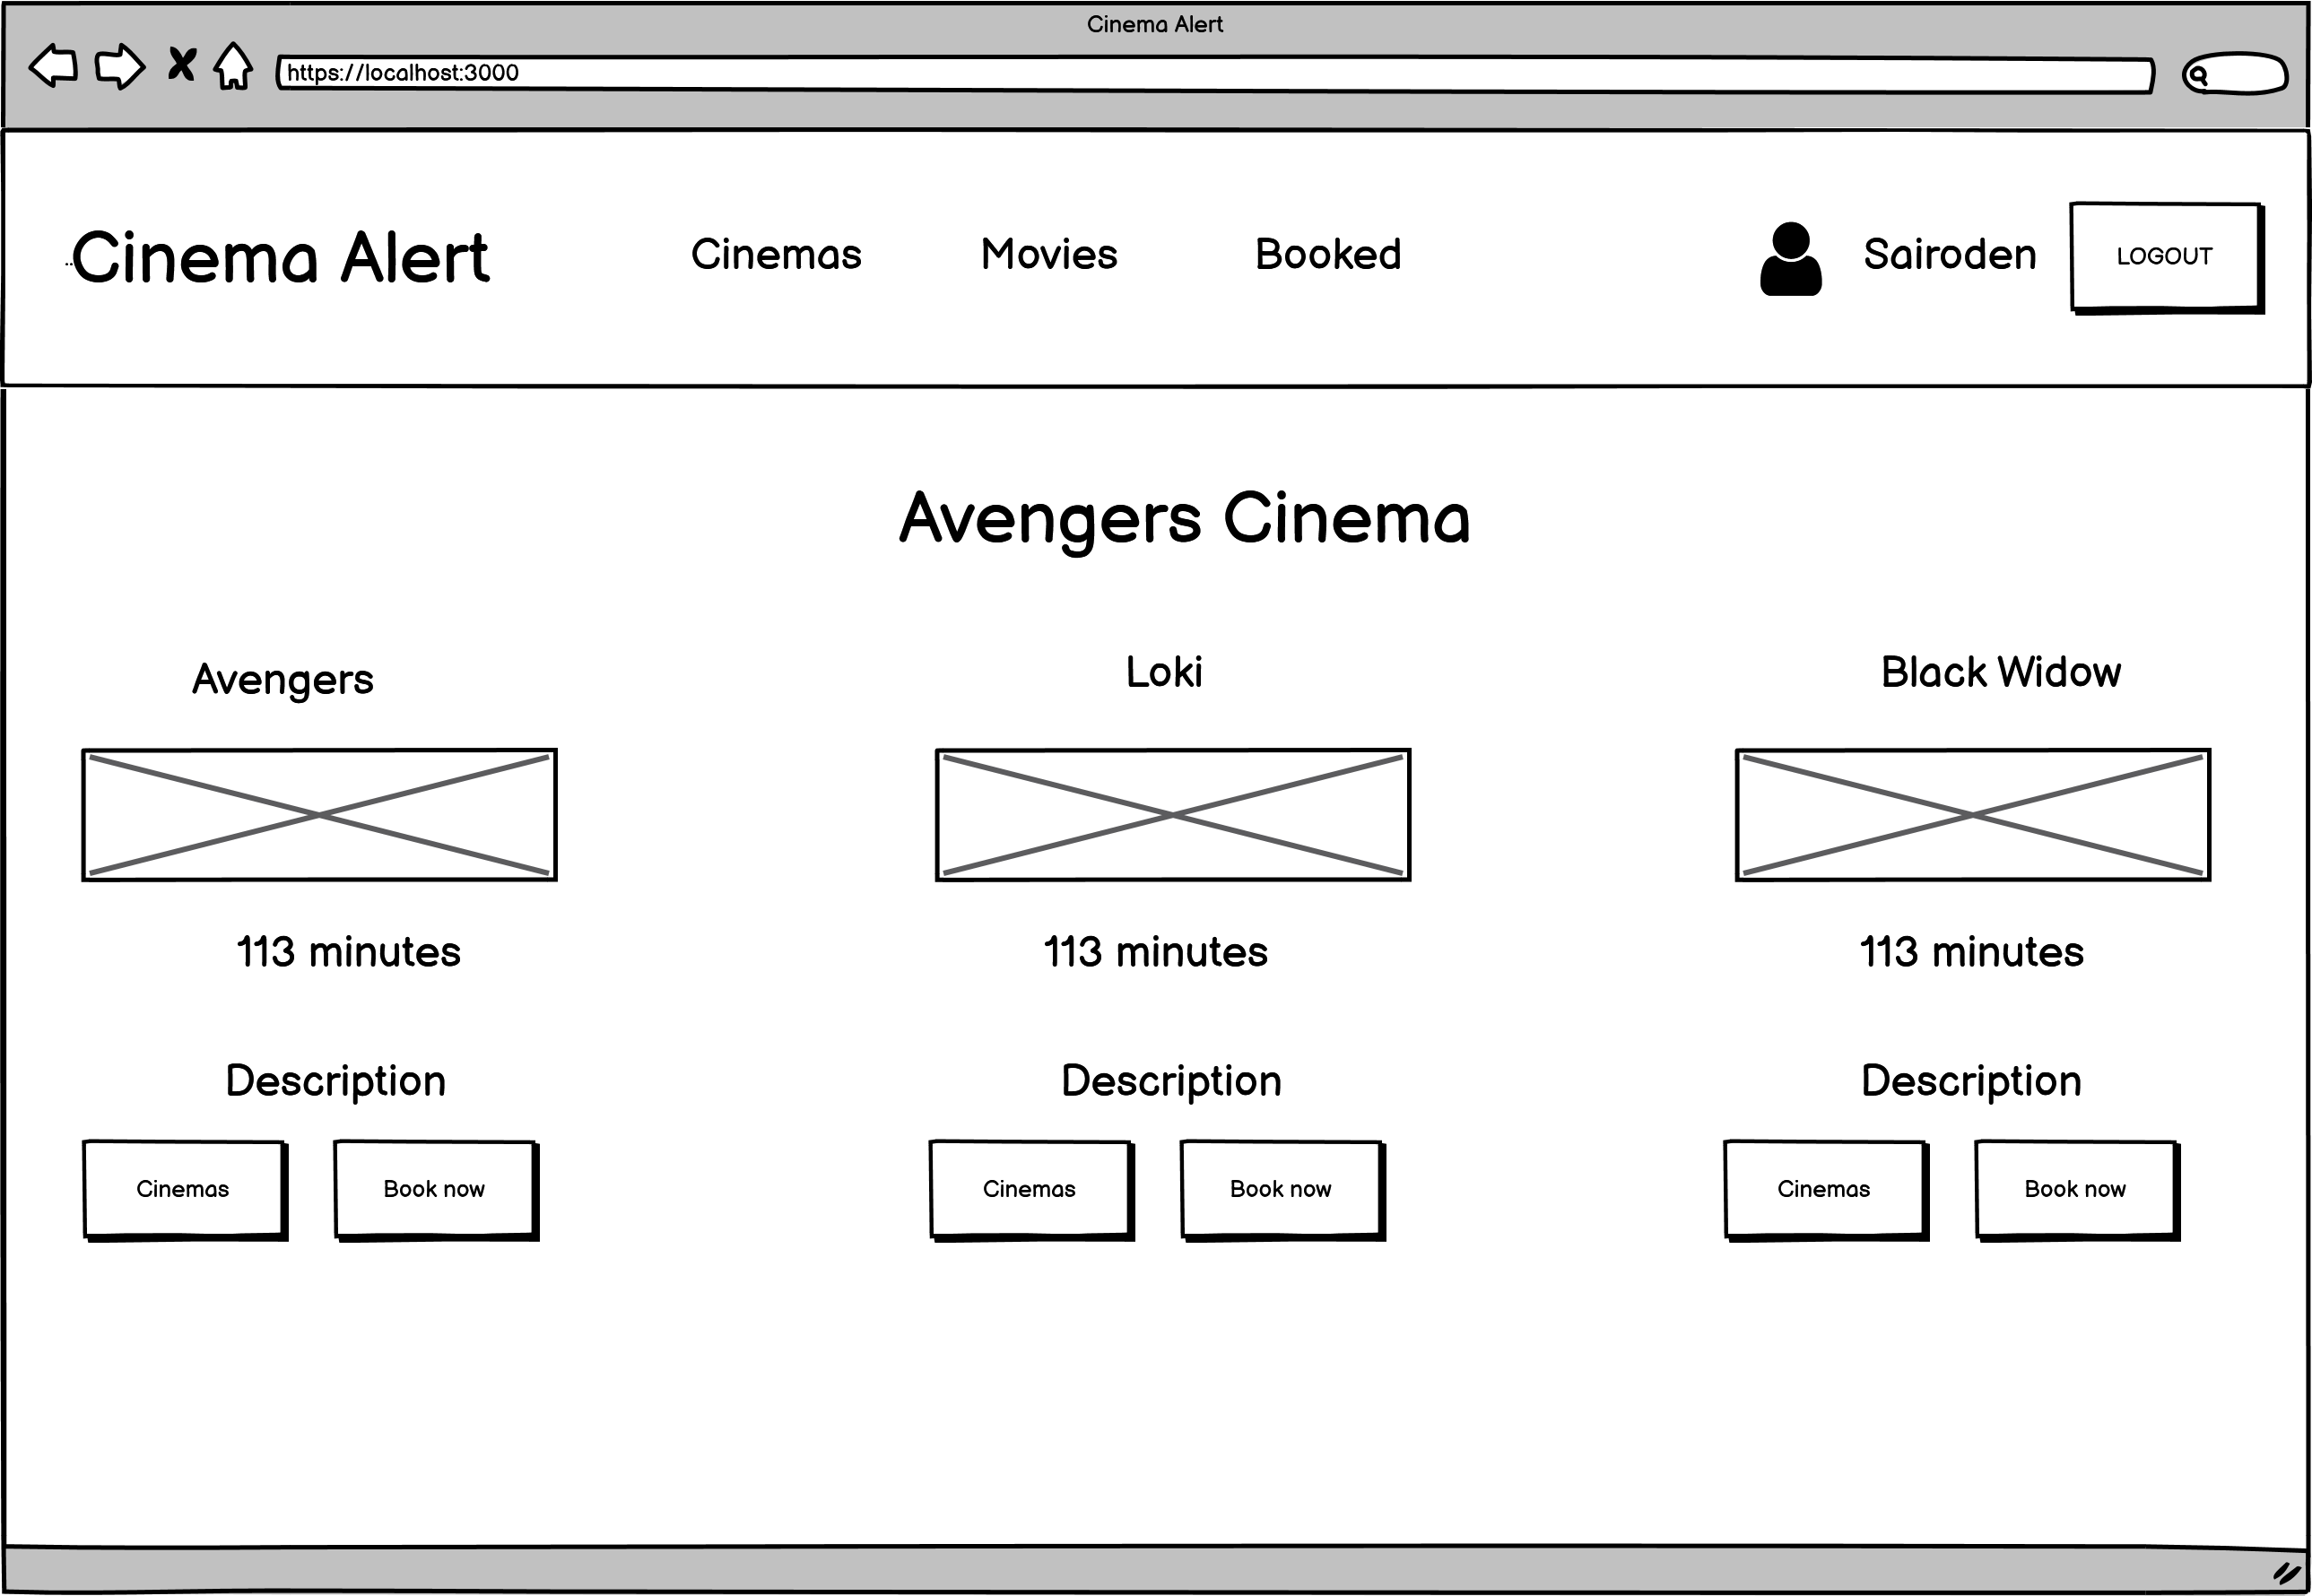 Cinema Alert
https://localhost:3000
Cinema Alert
Cinemas
Movies
Booked
Sairoden
LOGOUT
Avengers Cinema
Avengers
Loki
Black Widow
113 minutes
113 minutes
113 minutes
Description
Description
Description
Cinemas
Book now
Cinemas
Book now
Cinemas
Book now